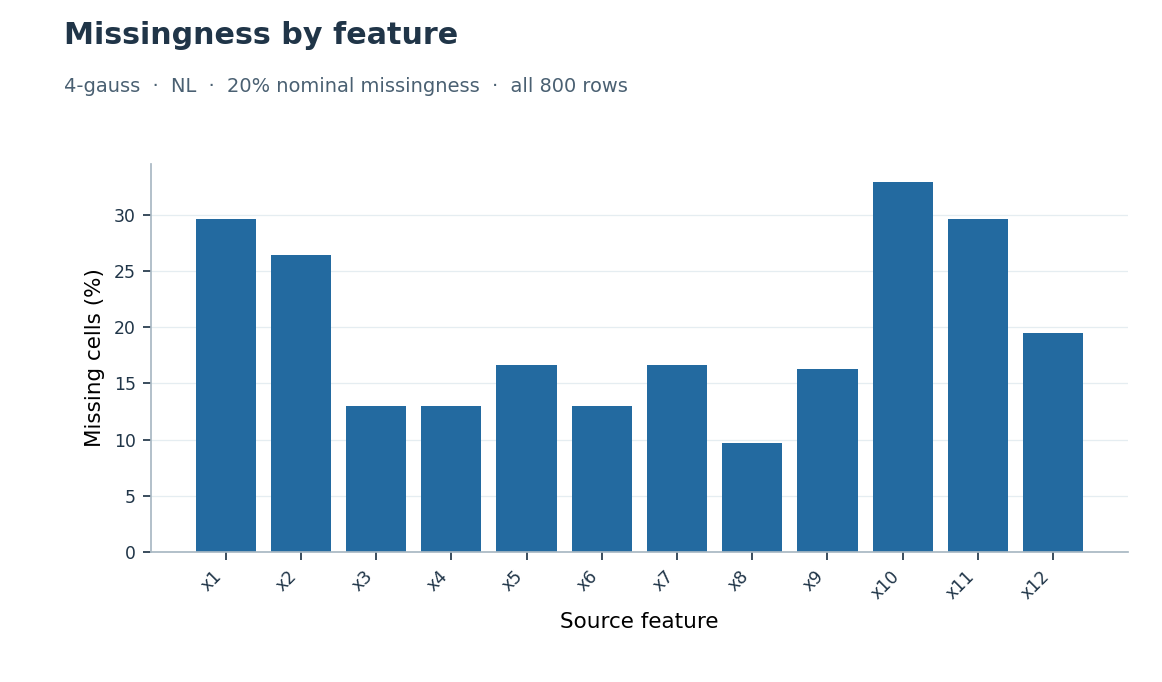 Missingness by feature
4-gauss · NL · 20% nominal missingness · all 800 rows
Missing cells (%)
30
25
20
15
10
5
0
x1 x2 x3 x4 x5 x6 x7 x8 x9 x10 x11 x12
Source feature